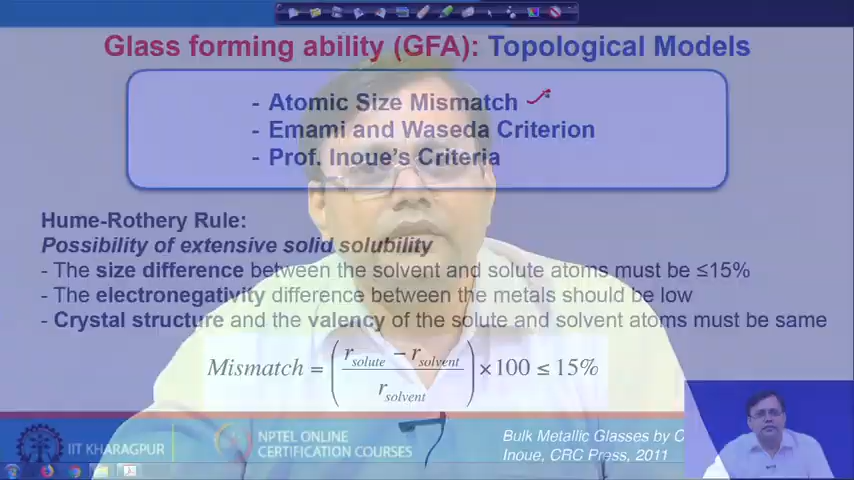 Glass forming ability (GFA): Topological Models
- Atomic Size Mismatch
- Emami and Waseda Criterion
- Prof. Inoue's Criteria
Hume-Rothery Rule:
Possibility of extensive solid solubility
- The size difference between the solvent and solute atoms must be ≤15%
- The electronegativity difference between the metals should be low
- Crystal structure and the valency of the solute and solvent atoms must be same
Mismatch = ( (r_solute − r_solvent) / r_solvent ) × 100 ≤ 15%
IIT KHARAGPUR
NPTEL ONLINE
CERTIFICATION COURSES
Bulk Metallic Glasses by C
Inoue, CRC Press, 2011